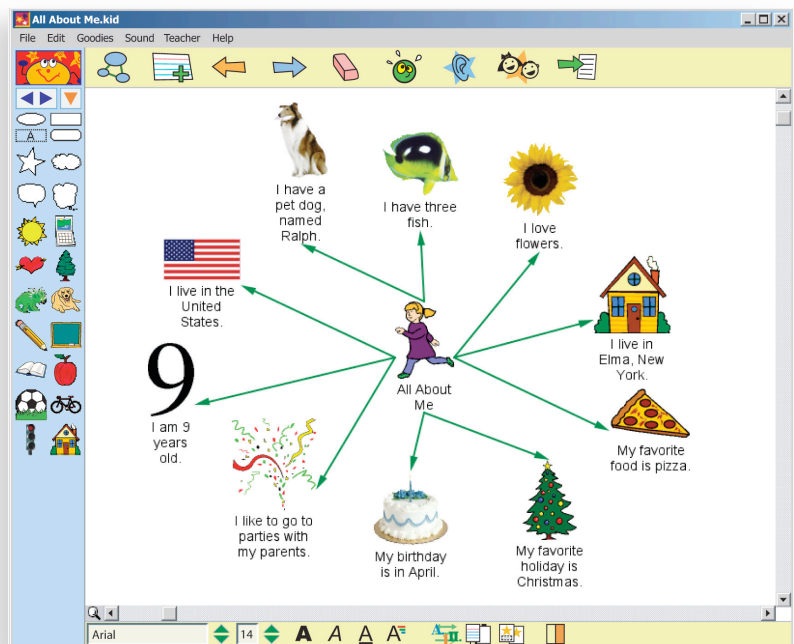 All About Me.kid
File Edit Goodies Sound Teacher Help
A
I have a
pet dog,
named
Ralph.
I have three
fish.
I love
flowers.
I live in the
United
States.
I live in
Elma, New
York.
9
I am 9
years
old.
All About
Me
My favorite
food is pizza.
I like to go to
parties with
my parents.
My birthday
is in April.
My favorite
holiday is
Christmas.
Arial 14 A A A A